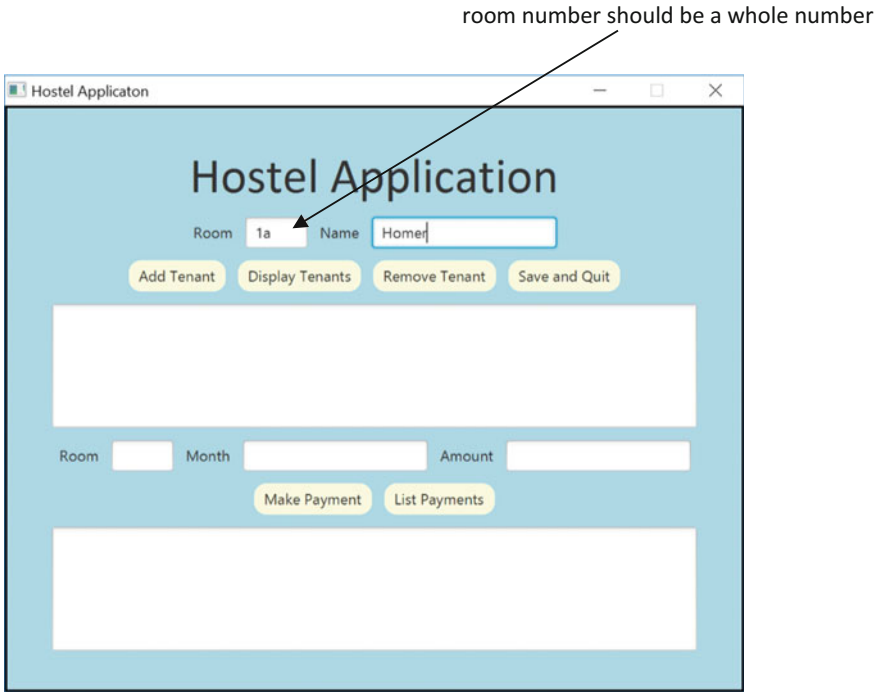 room number should be a whole number
Hostel Applicaton
Hostel Application
Room 1a Name Homer
Add Tenant Display Tenants Remove Tenant Save and Quit
Room Month Amount
Make Payment List Payments